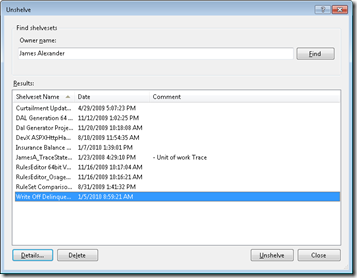 Unshelve
Find shelvesets
Owner name:
James Alexander
Find
Results:
Shelveset Name Date Comment
Curtailment Updat... 4/29/2009 5:07:23 PM
DAL Generation 64 ... 11/12/2009 1:02:25 PM
Dal Generator Proje... 11/20/2009 10:18:08 AM
DevX ASPXHttpHa... 11/20/2009 11:54:35 AM
Insurance Balance ... 1/7/2010 1:39:01 PM
JamesA_TraceState... 1/23/2008 4:29:10 PM - Unit of work Trace
RulesEditor 64bit V... 11/16/2009 10:17:04 AM
RulesEditor_Osage... 11/16/2009 10:16:21 AM
RuleSet Compariso... 8/31/2009 1:41:32 PM
Write Off Delinque... 1/5/2010 8:59:21 AM
Details... Delete Unshelve Close